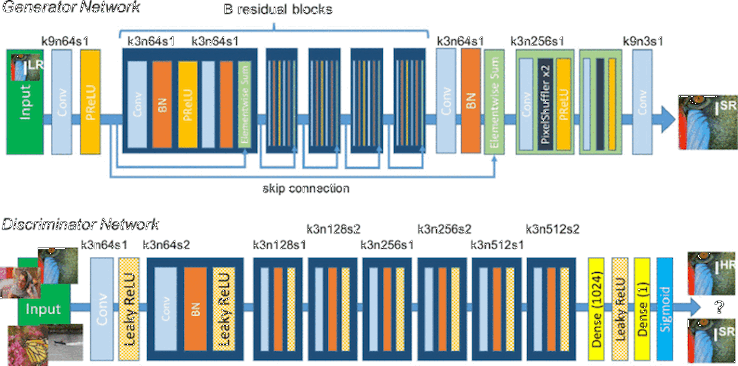 Generator Network
B residual blocks
k9n64s1 k3n64s1 k3n64s1 k3n64s1 k3n256s1 k9n3s1
I^LR
Input
Conv
PReLU
Conv
BN
PReLU
Conv
BN
Elementwise Sum
Conv
BN
Elementwise Sum
Conv
PixelShuffler x2
PReLU
Conv
I^SR
skip connection
Discriminator Network
k3n128s2 k3n256s2 k3n512s2
k3n64s1 k3n64s2 k3n128s1 k3n256s1 k3n512s1
Input
Conv
Leaky ReLU
Conv
BN
Leaky ReLU
Dense (1024)
Leaky ReLU
Dense (1)
Sigmoid
I^HR
?
I^SR